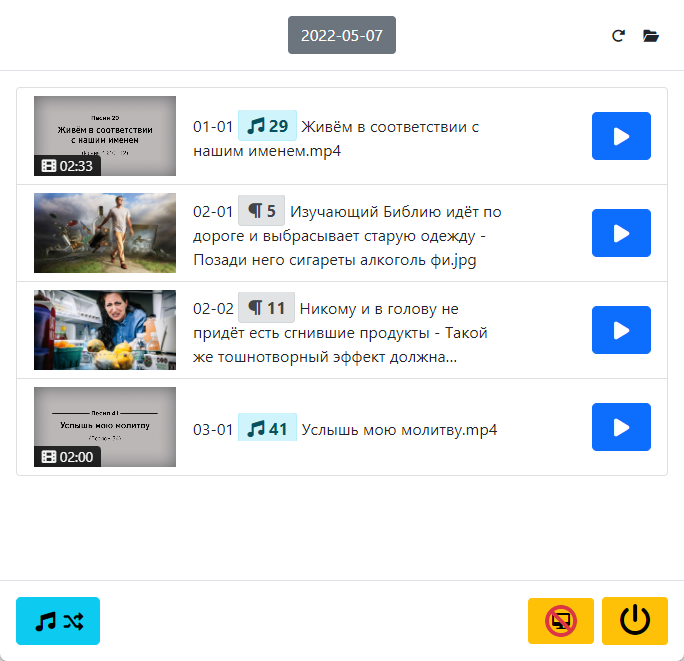 2022-05-07
Песня 29
Живём в соответствии
с нашим именем
02:33
01-01 29 Живём в соответствии с
нашим именем.mp4
02-01 ¶ 5 Изучающий Библию идёт по
дороге и выбрасывает старую одежду -
Позади него сигареты алкоголь фи.jpg
02-02 ¶ 11 Никому и в голову не
придёт есть сгнившие продукты - Такой
же тошнотворный эффект должна...
Песня 41
Услышь мою молитву
02:00
03-01 41 Услышь мою молитву.mp4